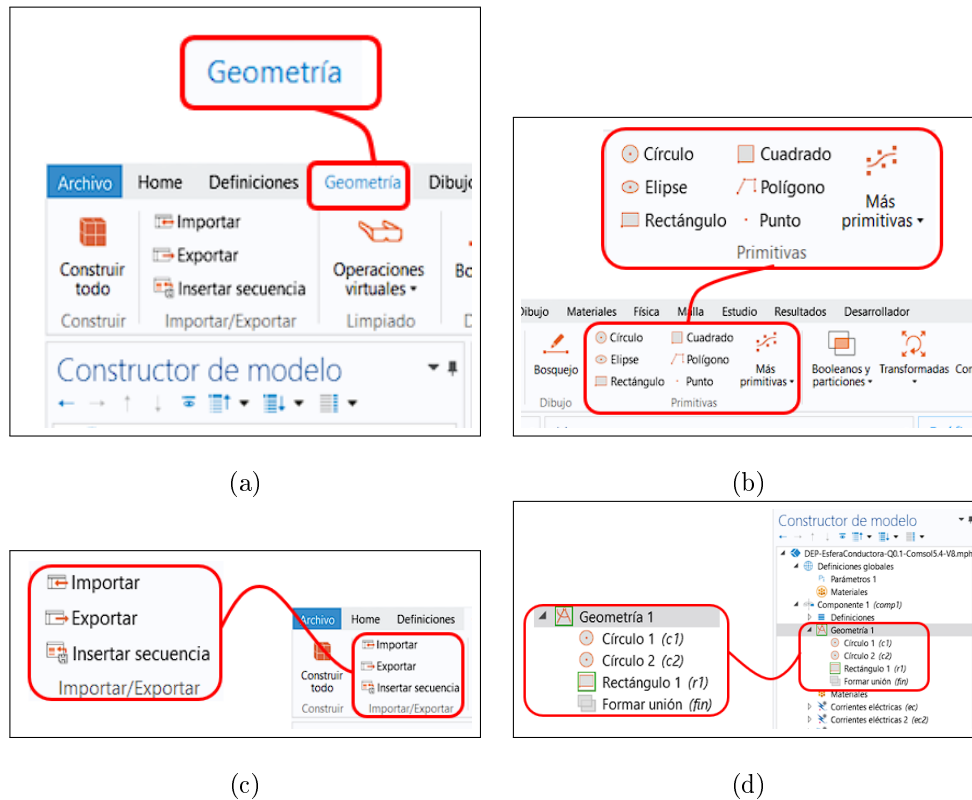 Geometría
Archivo Home Definiciones Geometría Dibujo
Construir todo
Importar
Exportar
Insertar secuencia
Operaciones virtuales
Construir Importar/Exportar Limpiado
Constructor de modelo
(a)
Círculo Cuadrado
Elipse Polígono
Rectángulo Punto
Más primitivas
Primitivas
Dibujo Materiales Física Malla Estudio Resultados Desarrollador
Bosquejo
Círculo Cuadrado
Elipse Polígono
Rectángulo Punto
Más primitivas
Booleanos y particiones
Transformadas
Dibujo Primitivas
(b)
Importar
Exportar
Insertar secuencia
Importar/Exportar
Archivo Home Definiciones
Construir todo
Importar
Exportar
Insertar secuencia
Construir Importar/Exportar
(c)
Geometría 1
Círculo 1 (c1)
Círculo 2 (c2)
Rectángulo 1 (r1)
Formar unión (fin)
Constructor de modelo
DEP-EsferaConductora-Q0.1-Comsol5.4-V8.mph
Definiciones globales
Parámetros 1
Materiales
Componente 1 (comp1)
Definiciones
Geometría 1
Círculo 1 (c1)
Círculo 2 (c2)
Rectángulo 1 (r1)
Formar unión (fin)
Materiales
Corrientes eléctricas (ec)
Corrientes eléctricas 2 (ec2)
(d)